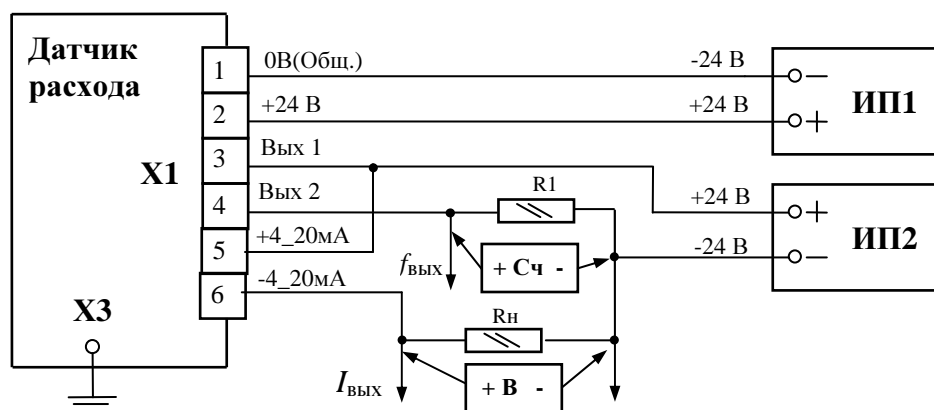 Датчик
расхода
X1
X3
1
0В(Общ.)
-24 В
2
+24 В
+24 В
3
Вых 1
4
Вых 2
5
+4_20мА
6
-4_20мА
− ИП1
+
R1
+24 В
-24 В
+ ИП2
−
fвых
+ Сч -
Rн
Iвых
+ В -